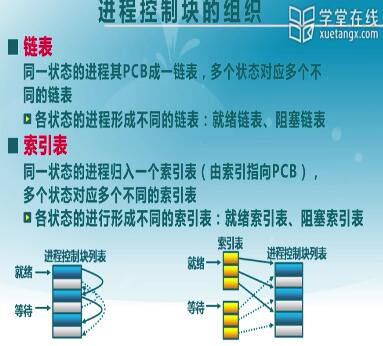 进程控制块的组织
学堂在线
xuetangx.com
链表
同一状态的进程其PCB成一链表，多个状态对应多个不
同的链表
各状态的进程形成不同的链表：就绪链表、阻塞链表
索引表
同一状态的进程归入一个索引表（由索引指向PCB），
多个状态对应多个不同的索引表
各状态的进行形成不同的索引表：就绪索引表、阻塞索引表
进程控制块列表
就绪
等待
索引表
进程控制块列表
就绪
等待